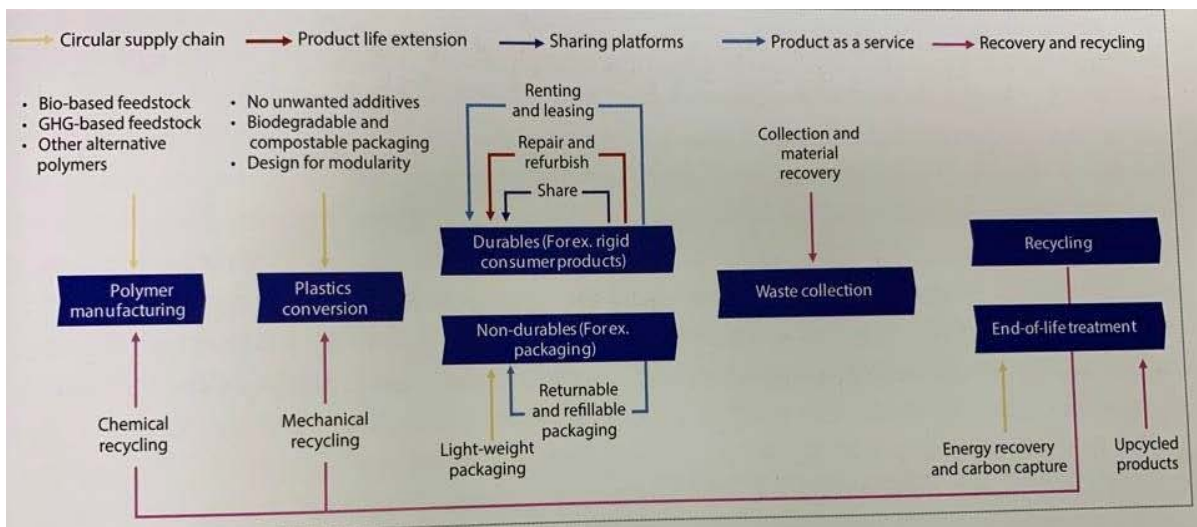 Circular supply chain
Product life extension
Sharing platforms
Product as a service
Recovery and recycling
• Bio-based feedstock
• GHG-based feedstock
• Other alternative
polymers
• No unwanted additives
• Biodegradable and
compostable packaging
• Design for modularity
Renting
and leasing
Repair and
refurbish
Share
Collection and
material
recovery
Durables (Forex. rigid
consumer products)
Recycling
Polymer
manufacturing
Plastics
conversion
Waste collection
Non-durables (Forex.
packaging)
End-of-life treatment
Chemical
recycling
Mechanical
recycling
Light-weight
packaging
Returnable
and refillable
packaging
Energy recovery
and carbon capture
Upcycled
products